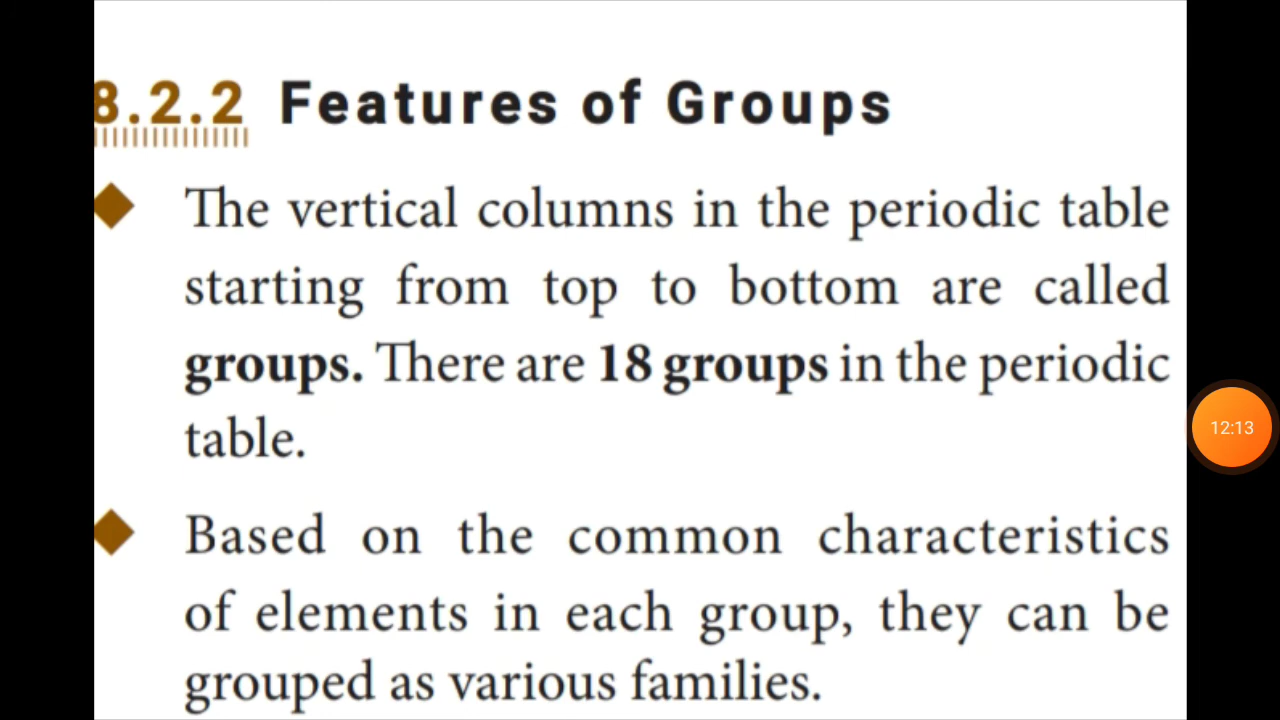 8.2.2 Features of Groups
The vertical columns in the periodic table
starting from top to bottom are called
groups. There are 18 groups in the periodic
table.
12:13
Based on the common characteristics
of elements in each group, they can be
grouped as various families.